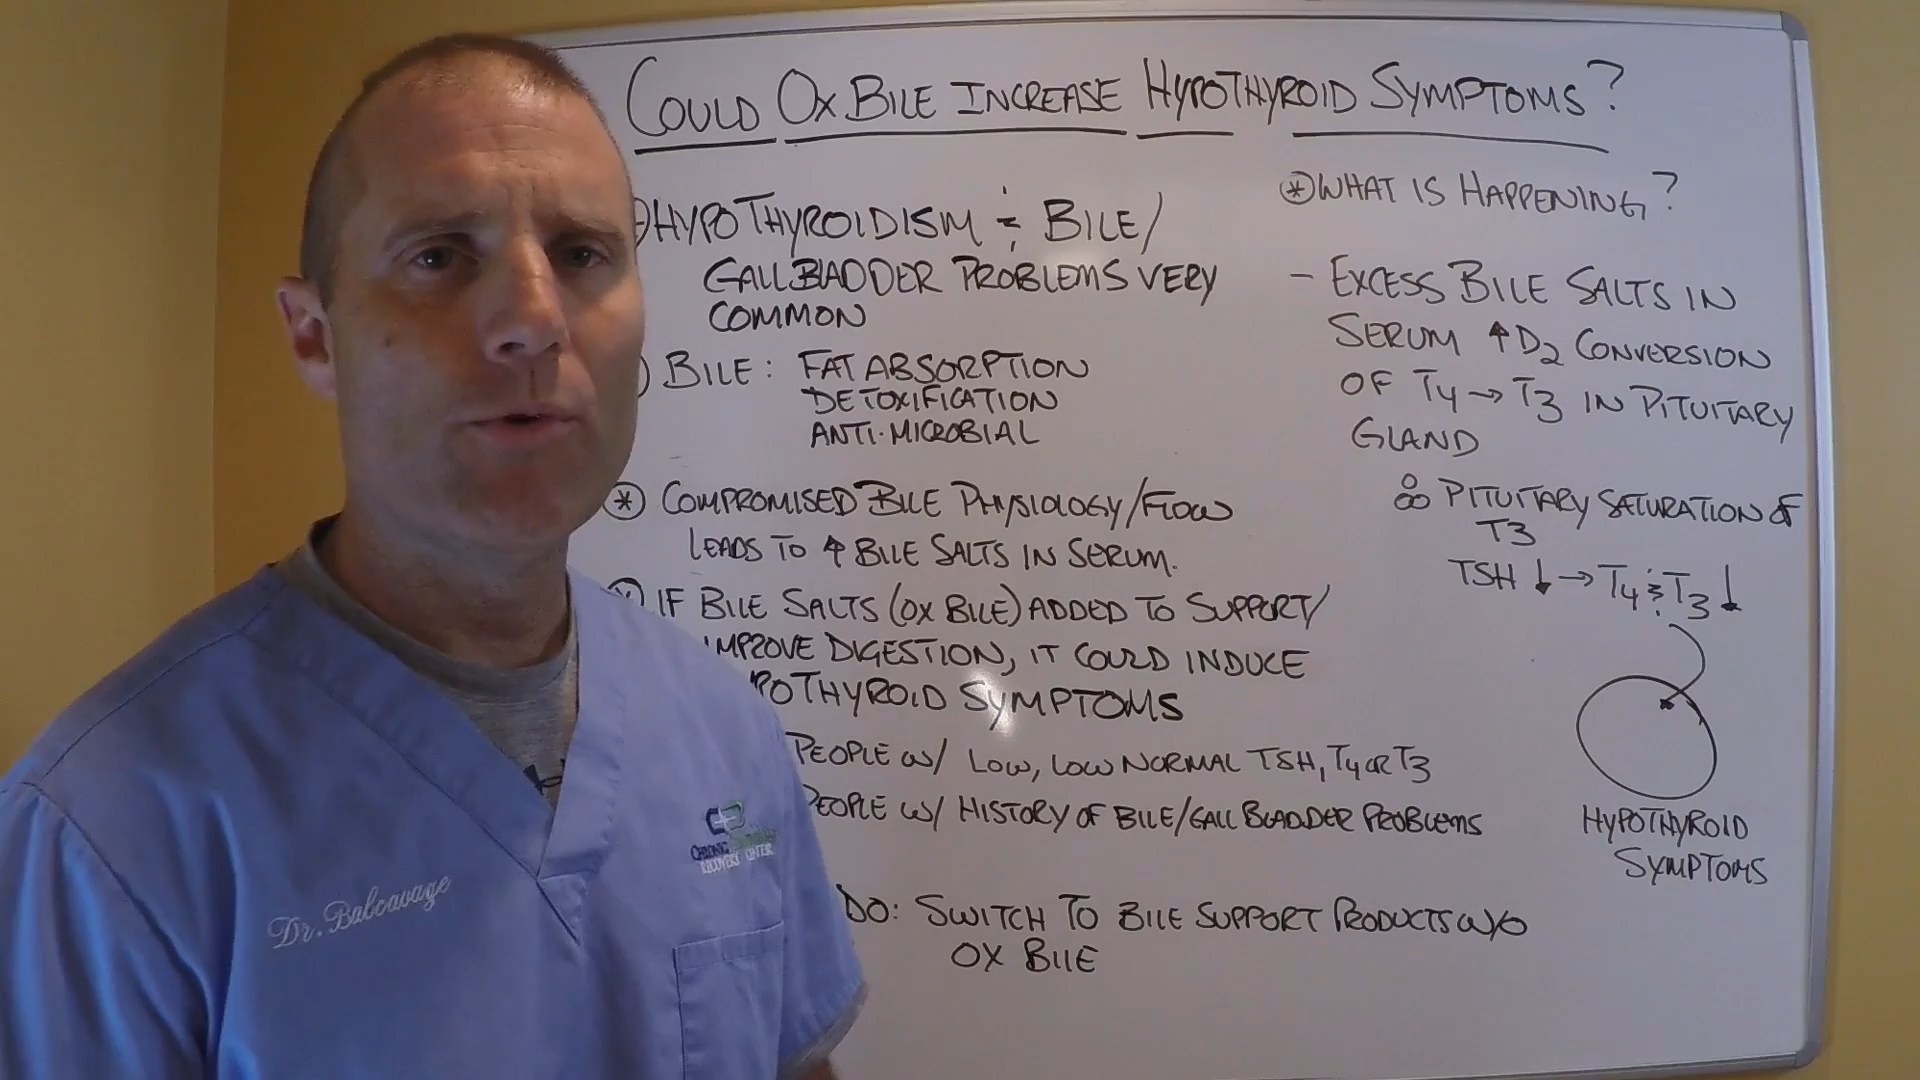 COULD OX BILE INCREASE HYPOTHYROID SYMPTOMS?
HYPOTHYROIDISM & BILE/
GALLBLADDER PROBLEMS VERY
COMMON
BILE: FAT ABSORPTION
DETOXIFICATION
ANTI-MICROBIAL
* COMPROMISED BILE PHYSIOLOGY/FLOW
LEADS TO ↑ BILE SALTS IN SERUM.
* IF BILE SALTS (OX BILE) ADDED TO SUPPORT/
IMPROVE DIGESTION, IT COULD INDUCE
POTHYROID SYMPTOMS
PEOPLE W/ LOW, LOW NORMAL TSH, T4 OR T3
PEOPLE W/ HISTORY OF BILE/GALL BLADDER PROBLEMS
DO: SWITCH TO BILE SUPPORT PRODUCTS W/O
OX BILE
* WHAT IS HAPPENING?
- EXCESS BILE SALTS IN
SERUM ↑ D2 CONVERSION
OF T4 → T3 IN PITUITARY
GLAND
∴ PITUITARY SATURATION OF
T3
TSH ↓ → T4 & T3 ↓
HYPOTHYROID
SYMPTOMS
Dr. Balcavage
CHRONIC
RECOVERY CENTER